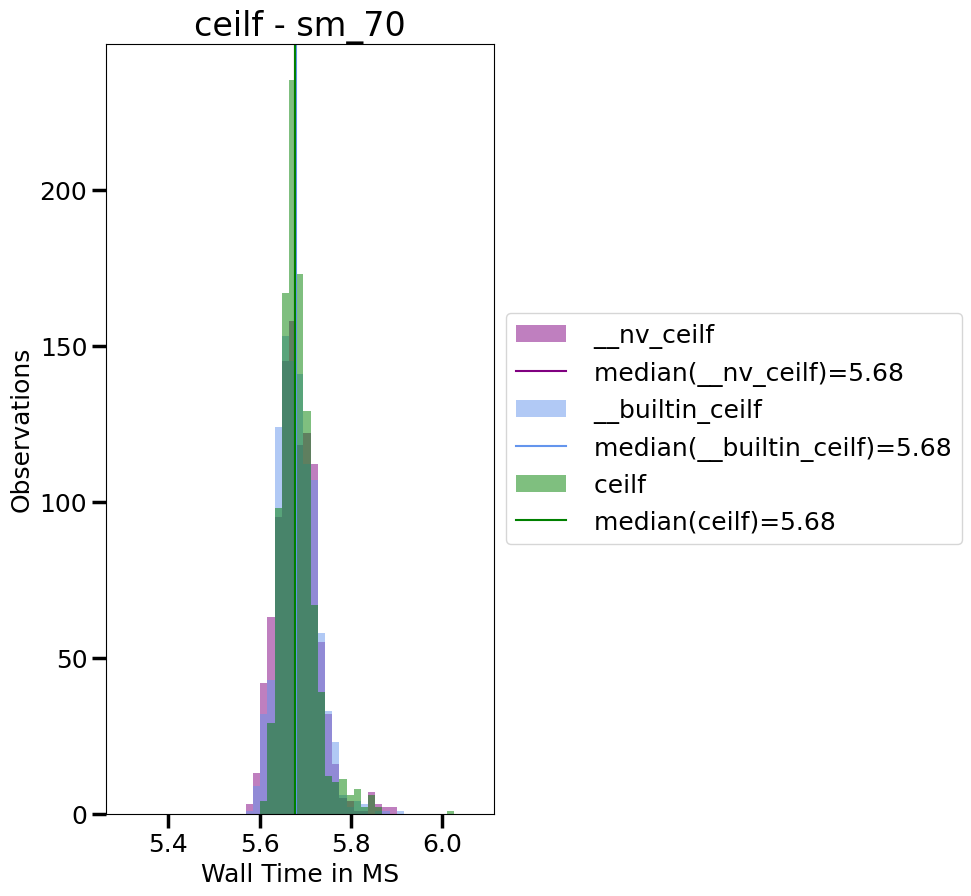 ceilf - sm_70
Observations
200
150
100
50
0
5.4
5.6
5.8
6.0
Wall Time in MS
__nv_ceilf
median(__nv_ceilf)=5.68
__builtin_ceilf
median(__builtin_ceilf)=5.68
ceilf
median(ceilf)=5.68